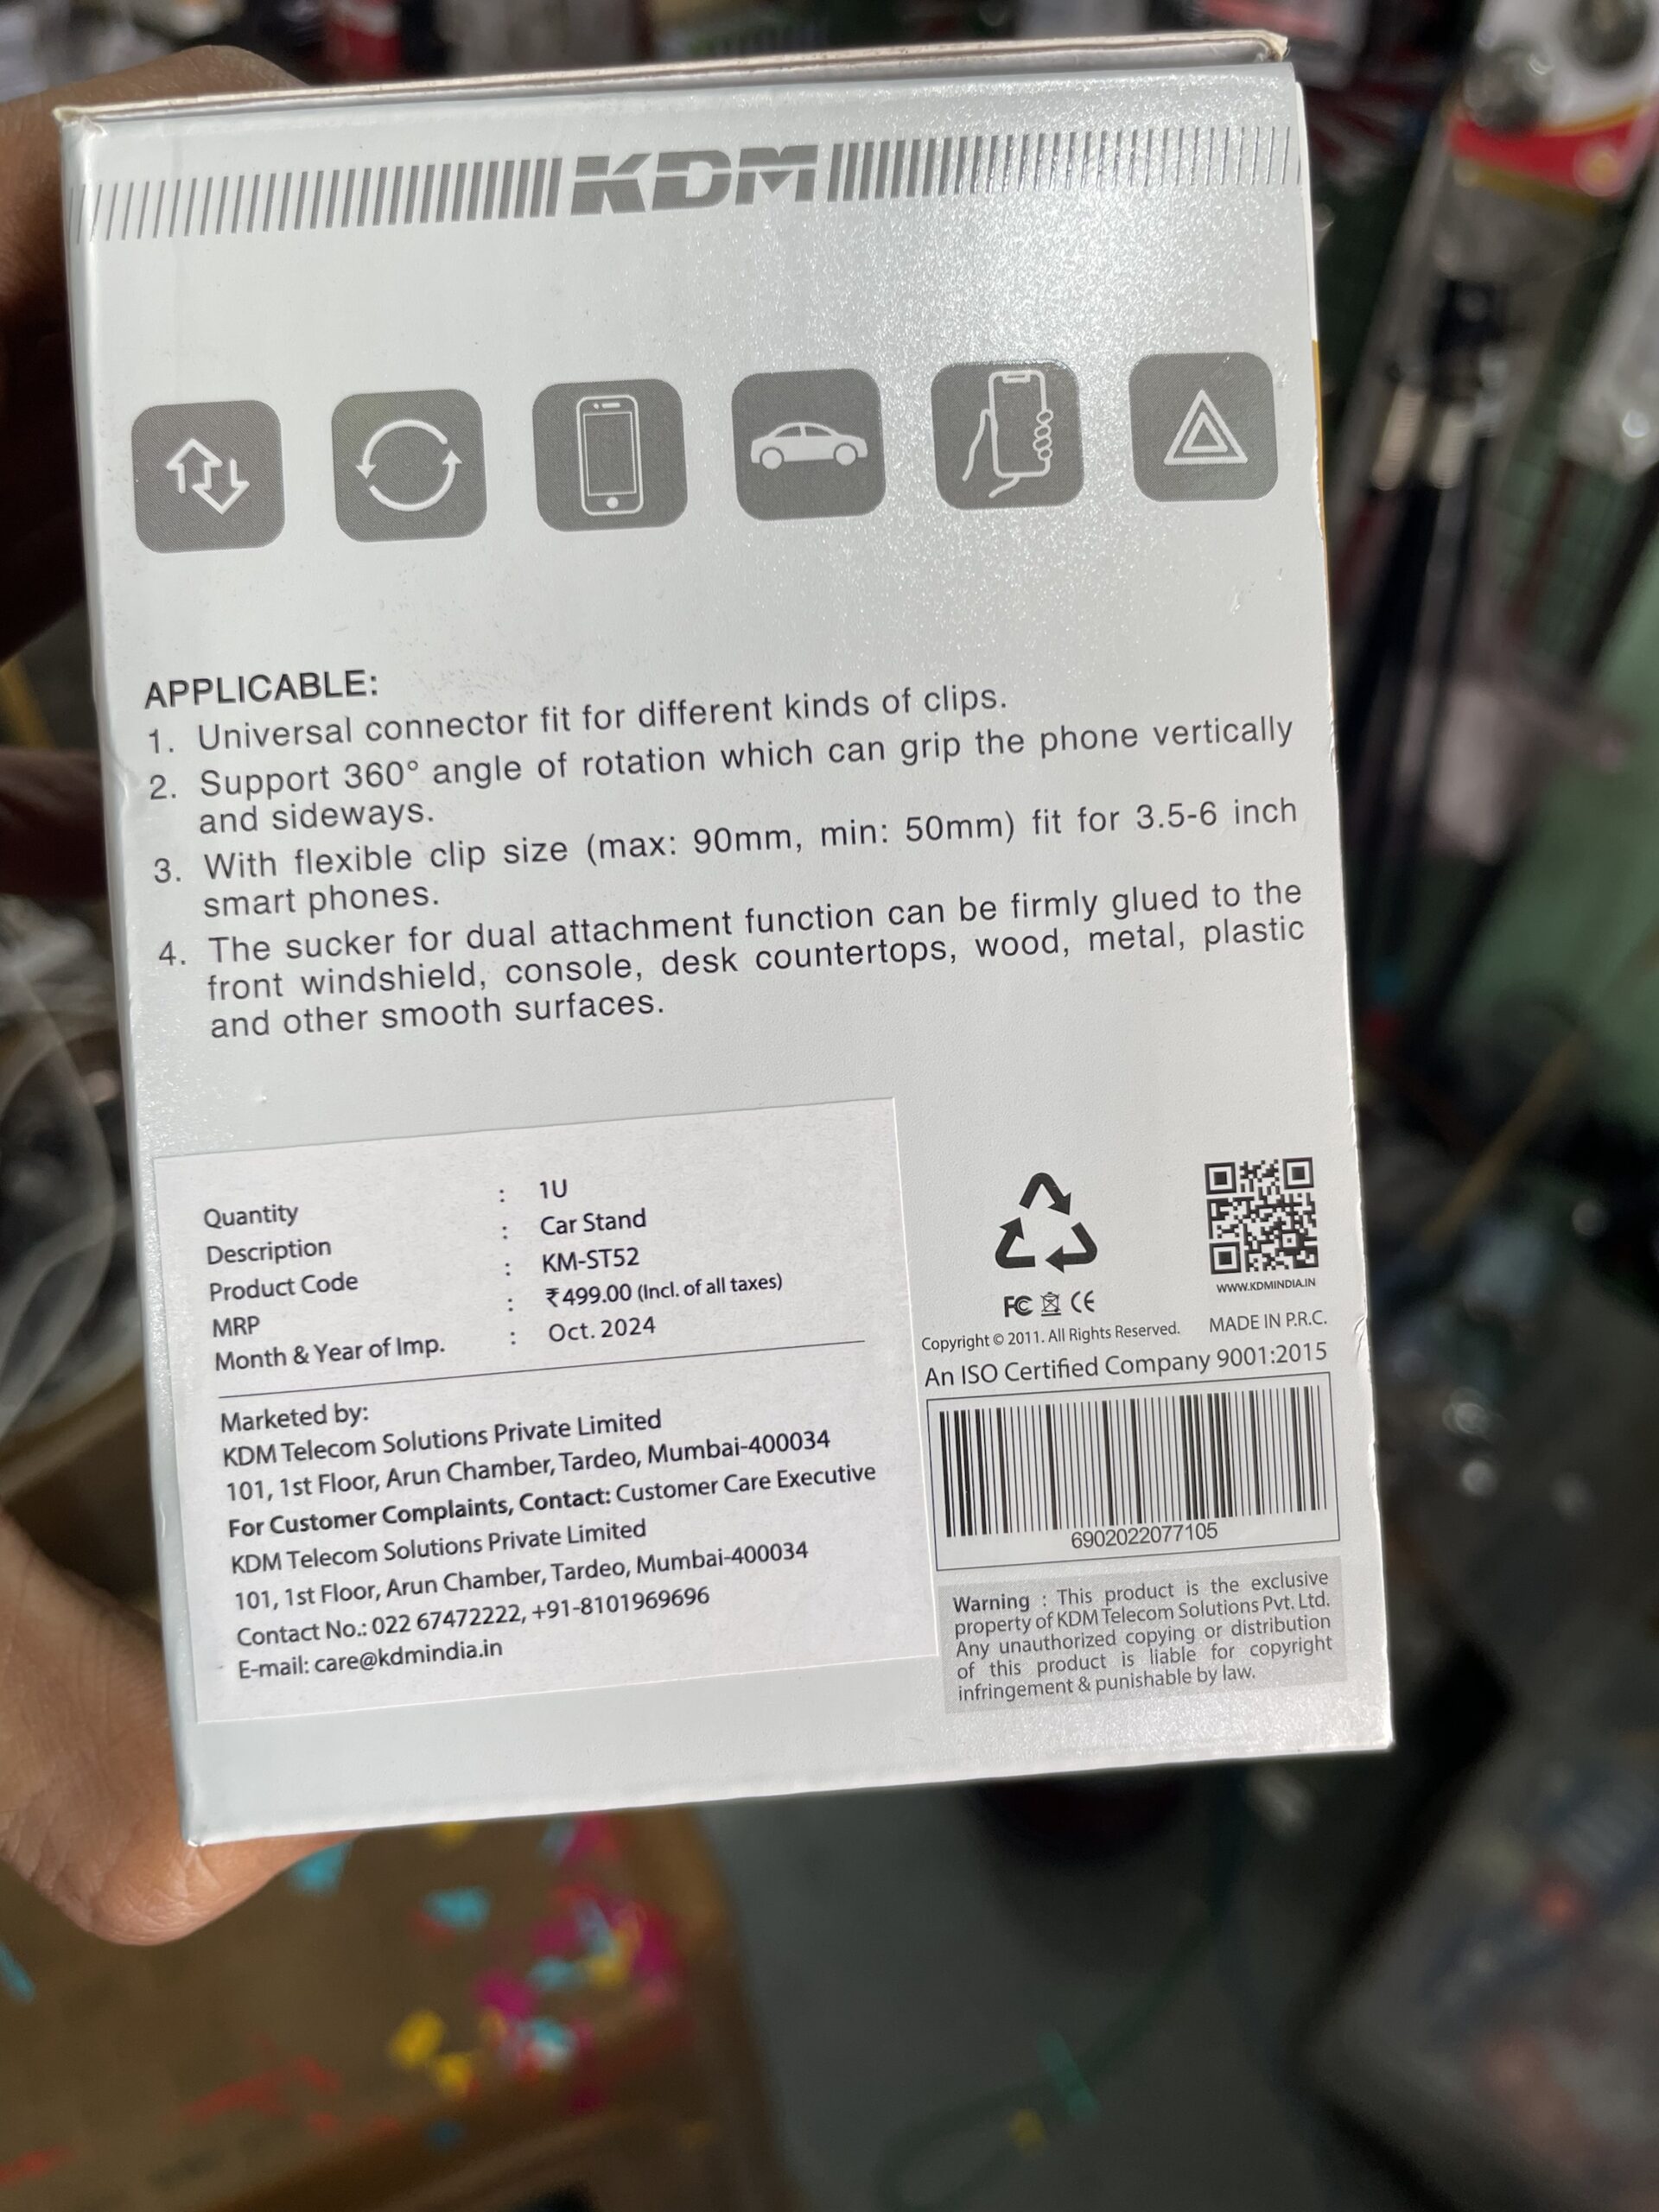 KDM
APPLICABLE:
1. Universal connector fit for different kinds of clips.
2. Support 360° angle of rotation which can grip the phone vertically
and sideways.
3. With flexible clip size (max: 90mm, min: 50mm) fit for 3.5-6 inch
smart phones.
4. The sucker for dual attachment function can be firmly glued to the
front windshield, console, desk countertops, wood, metal, plastic
and other smooth surfaces.
Quantity : 1U
Description : Car Stand
Product Code : KM-ST52
MRP : ₹499.00 (Incl. of all taxes)
Month & Year of Imp. : Oct. 2024
Marketed by:
KDM Telecom Solutions Private Limited
101, 1st Floor, Arun Chamber, Tardeo, Mumbai-400034
For Customer Complaints, Contact: Customer Care Executive
KDM Telecom Solutions Private Limited
101, 1st Floor, Arun Chamber, Tardeo, Mumbai-400034
Contact No.: 022 67472222, +91-8101969696
E-mail: care@kdmindia.in
WWW.KDMINDIA.IN
FC CE
Copyright © 2011. All Rights Reserved. MADE IN P.R.C.
An ISO Certified Company 9001:2015
6902022077105
Warning : This product is the exclusive
property of KDM Telecom Solutions Pvt. Ltd.
Any unauthorized copying or distribution
of this product is liable for copyright
infringement & punishable by law.